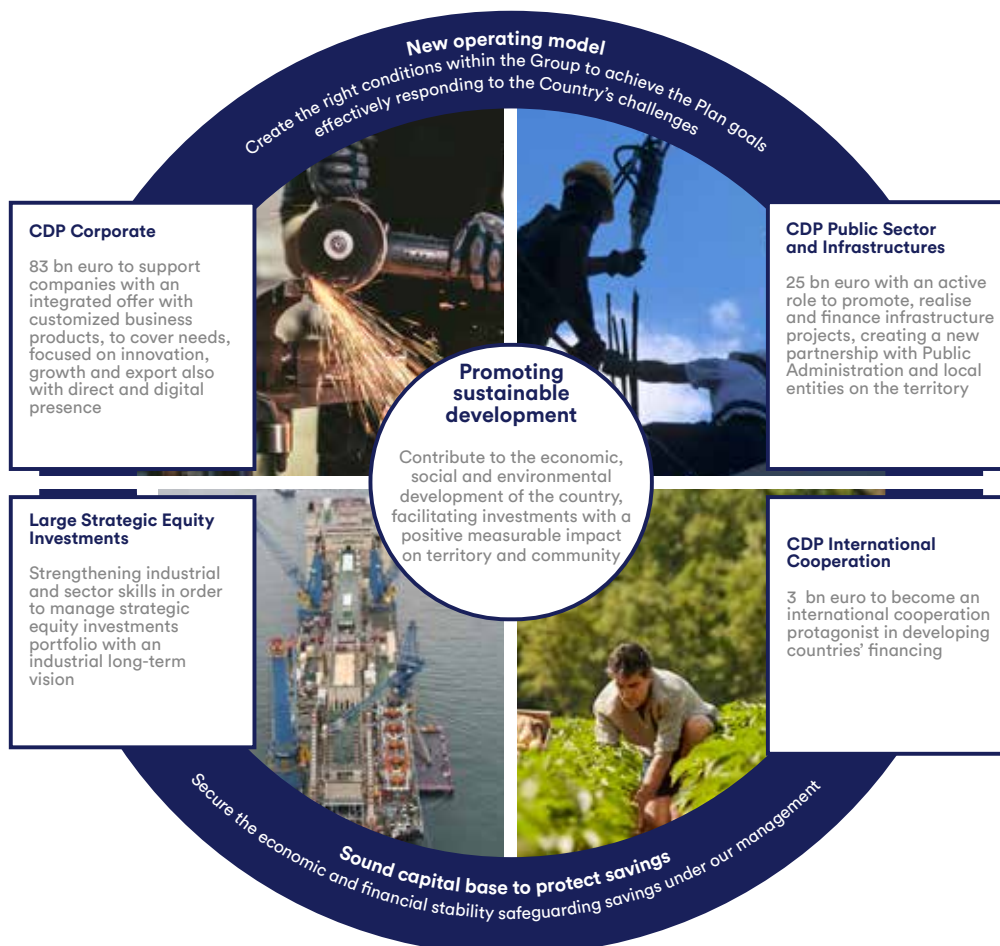 New operating model
Create the right conditions within the Group to achieve the Plan goals
effectively responding to the Country's challenges
CDP Corporate
83 bn euro to support
companies with an
integrated offer with
customized business
products, to cover needs,
focused on innovation,
growth and export also
with direct and digital
presence
CDP Public Sector
and Infrastructures
25 bn euro with an active
role to promote, realise
and finance infrastructure
projects, creating a new
partnership with Public
Administration and local
entities on the territory
Promoting
sustainable
development
Contribute to the economic,
social and environmental
development of the country,
facilitating investments with a
positive measurable impact
on territory and community
Large Strategic Equity
Investments
Strengthening industrial
and sector skills in order
to manage strategic
equity investments
portfolio with an
industrial long-term
vision
CDP International
Cooperation
3 bn euro to become an
international cooperation
protagonist in developing
countries' financing
Sound capital base to protect savings
Secure the economic and financial stability safeguarding savings under our management